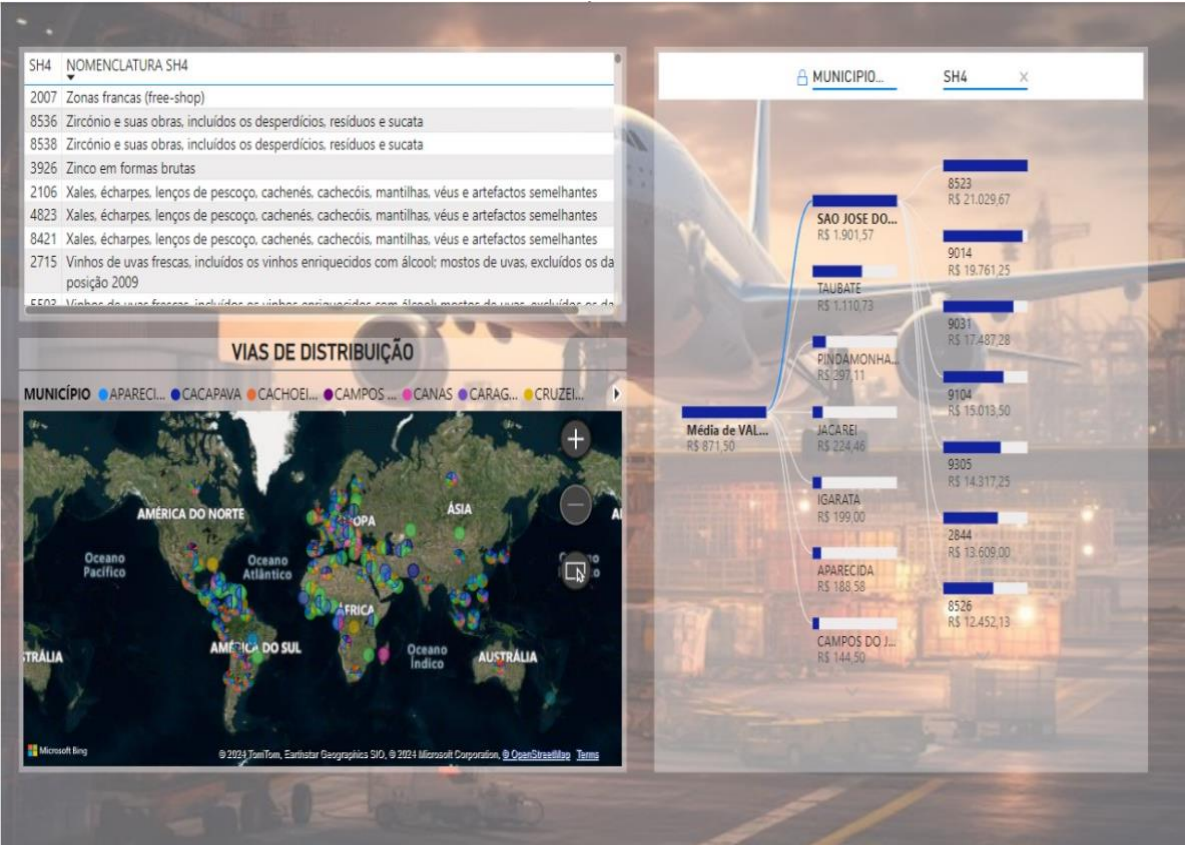 SH4 NOMENCLATURA SH4
2007 Zonas francas (free-shop)
8536 Zircónio e suas obras, incluídos os desperdícios, resíduos e sucata
8538 Zircónio e suas obras, incluídos os desperdícios, resíduos e sucata
3926 Zinco em formas brutas
2106 Xales, écharpes, lenços de pescoço, cachenés, cachecóis, mantilhas, véus e artefactos semelhantes
4823 Xales, écharpes, lenços de pescoço, cachenés, cachecóis, mantilhas, véus e artefactos semelhantes
8421 Xales, écharpes, lenços de pescoço, cachenés, cachecóis, mantilhas, véus e artefactos semelhantes
2715 Vinhos de uvas frescas, incluídos os vinhos enriquecidos com álcool; mostos de uvas, excluídos os da
posição 2009
VIAS DE DISTRIBUIÇÃO
MUNICÍPIO APARECI... CACAPAVA CACHOEI... CAMPOS ... CANAS CARAG... CRUZEI...
AMÉRICA DO NORTE
OPA
ÁSIA
Oceano
Pacífico
Oceano
Atlântico
ÁFRICA
AMÉRICA DO SUL
Oceano
Índico
AUSTRÁLIA
TRÁLIA
Microsoft Bing
© 2024 TomTom, Earthstar Geographics SIO, © 2024 Microsoft Corporation, © OpenStreetMap Terms
MUNICIPIO...
SH4
Média de VAL...
R$ 871,50
SAO JOSE DO...
R$ 1.901,57
TAUBATE
R$ 1.110,73
PINDAMONHA...
R$ 297,11
JACAREI
R$ 224,46
IGARATA
R$ 199,00
APARECIDA
R$ 188,58
CAMPOS DO J...
R$ 144,50
8523
R$ 21.029,67
9014
R$ 19.761,25
9031
R$ 17.487,28
9104
R$ 15.013,50
9305
R$ 14.317,25
2844
R$ 13.609,00
8526
R$ 12.452,13